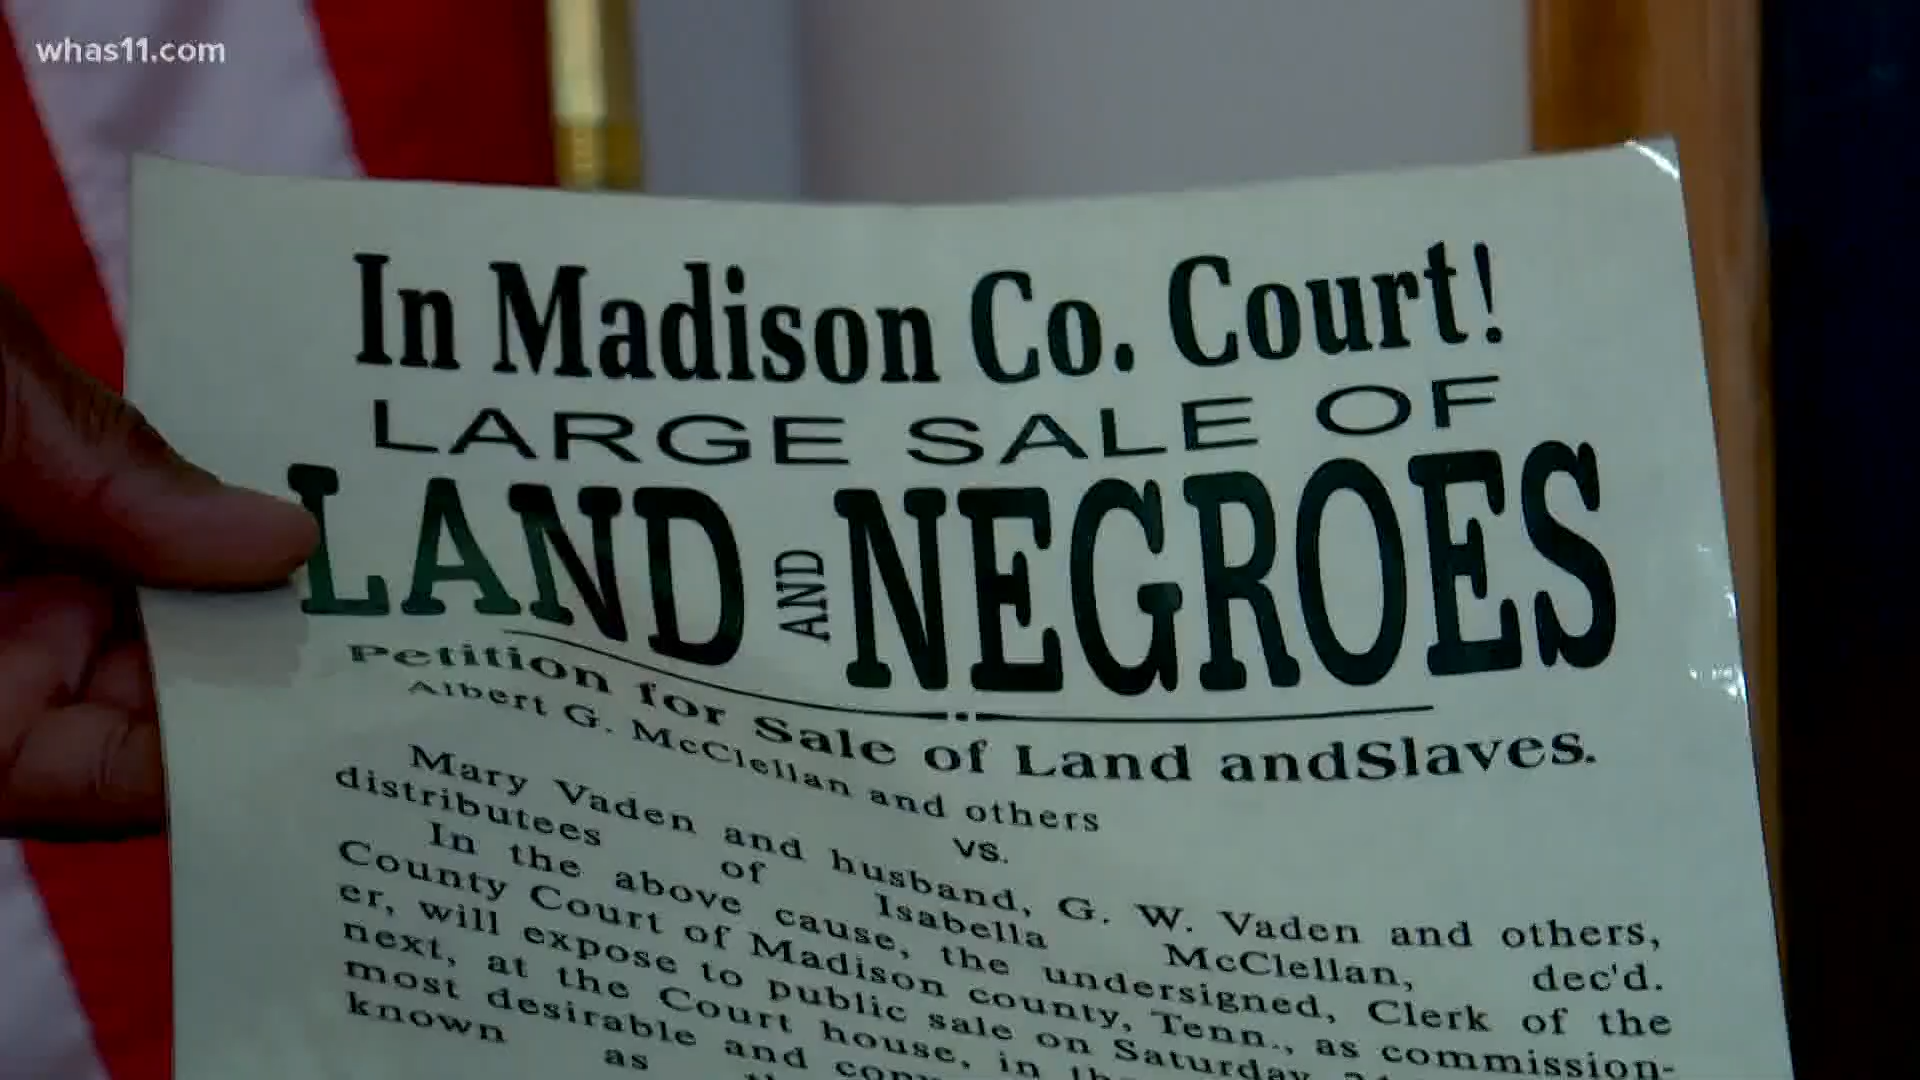 whas11.com
In Madison Co. Court!
LARGE SALE OF
LAND AND NEGROES
Petition for Sale of Land andSlaves.
Albert G. McClellan and others
vs.
Mary Vaden and husband, G. W. Vaden and others,
distributees of Isabella McClellan, dec'd.
In the above cause, the undersigned, Clerk of the
County Court of Madison county, Tenn., as commission-
er, will expose to public sale on Saturday,
next, at the Court house, in
most desirable and
known as